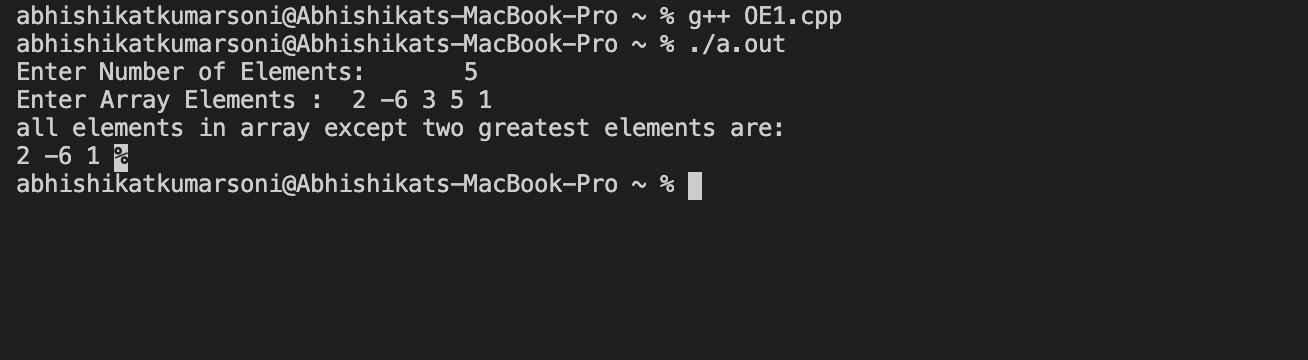 abhishikatkumarsoni@Abhishikats-MacBook-Pro ~ % g++ OE1.cpp
abhishikatkumarsoni@Abhishikats-MacBook-Pro ~ % ./a.out
Enter Number of Elements:       5
Enter Array Elements :  2 -6 3 5 1
all elements in array except two greatest elements are:
2 -6 1 %
abhishikatkumarsoni@Abhishikats-MacBook-Pro ~ %